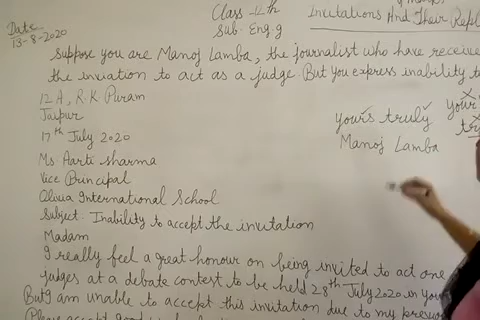 Date
13-8-2020
Class - 12th
Sub - Eng.g
Invitations And Their Repl
Suppose you are Manoj Lamba, the journalist who have receive
the inviation to act as a judge. But you express inability t
12 A, R.K. Puram
Jaipur
17th July 2020
Ms. Aarti Sharma
Vice Principal
Olivia International School
Subject. Inability to accept the invitation
Madam
I really feel a great honour on being invited to act one
judges at a debate contest to be held 28th July 2020 in you
But I am unable to accept this invitation due to my
Please accept
yours truly
Manoj Lamba
your